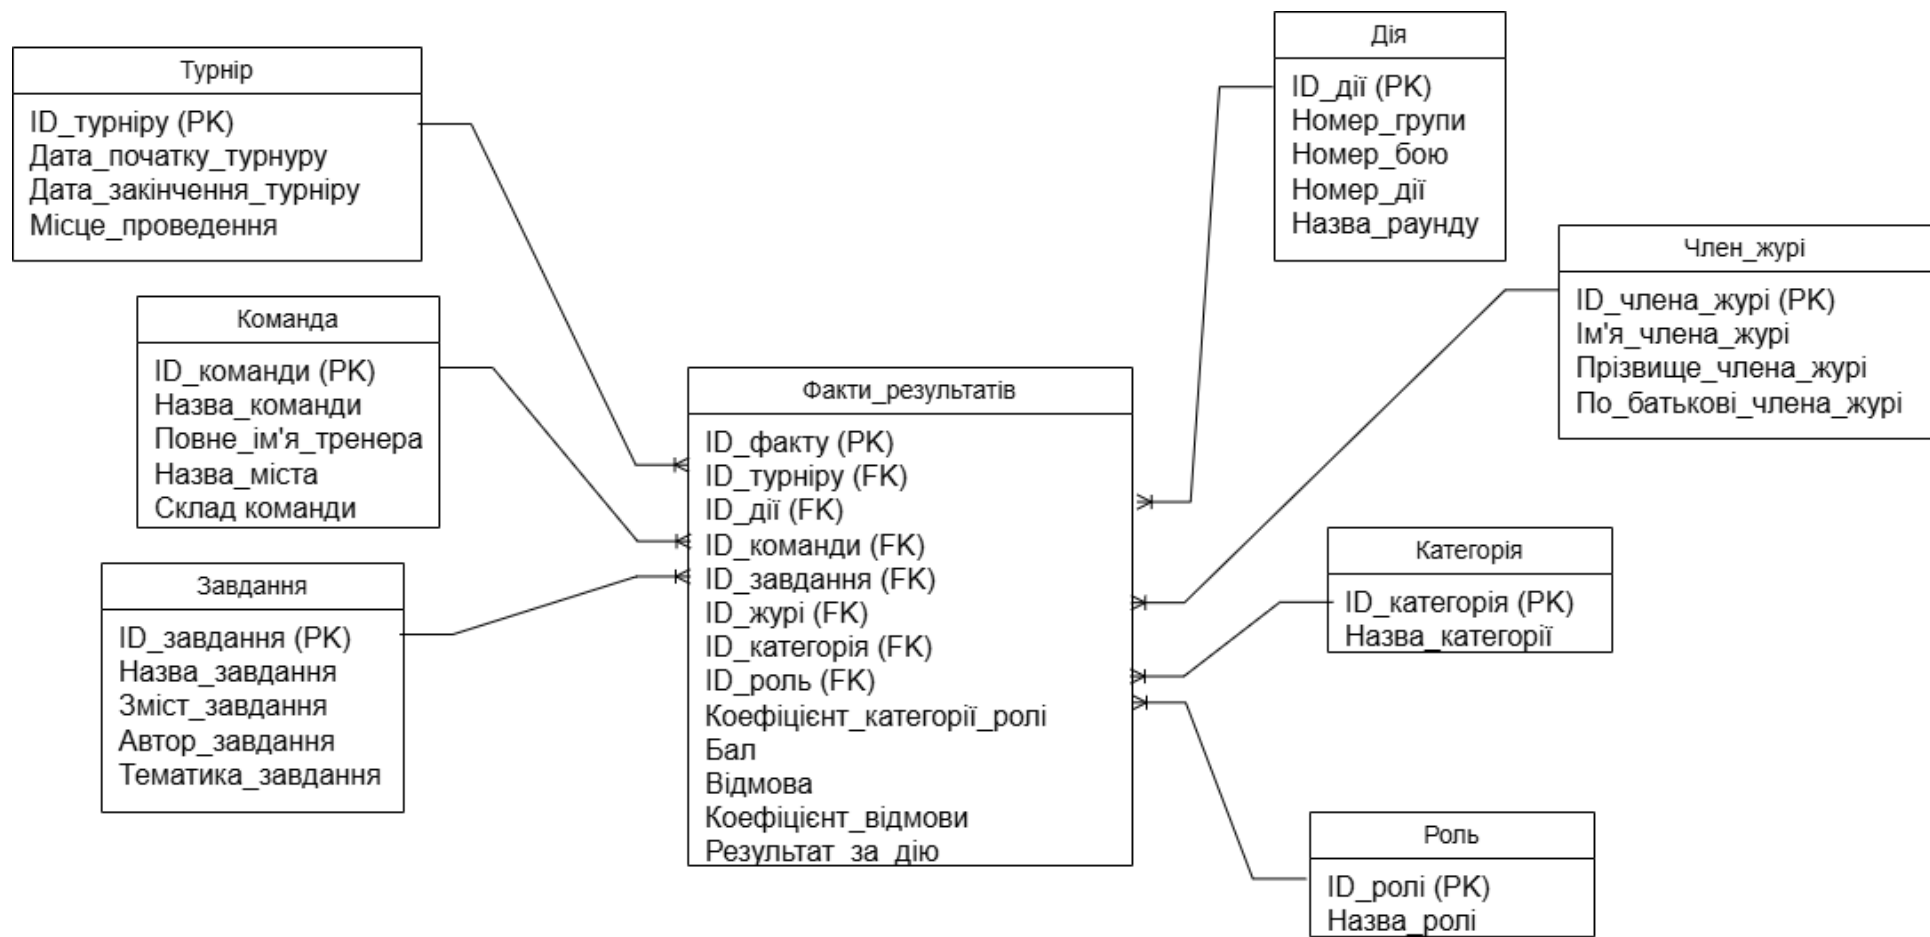 Турнір
ID_турніру (PK)
Дата_початку_турнуру
Дата_закінчення_турніру
Місце_проведення
Команда
ID_команди (PK)
Назва_команди
Повне_ім'я_тренера
Назва_міста
Склад команди
Завдання
ID_завдання (PK)
Назва_завдання
Зміст_завдання
Автор_завдання
Тематика_завдання
Факти_результатів
ID_факту (PK)
ID_турніру (FK)
ID_дії (FK)
ID_команди (FK)
ID_завдання (FK)
ID_журі (FK)
ID_категорія (FK)
ID_роль (FK)
Коефіцієнт_категорії_ролі
Бал
Відмова
Коефіцієнт_відмови
Результат_за_дію
Дія
ID_дії (PK)
Номер_групи
Номер_бою
Номер_дії
Назва_раунду
Член_журі
ID_члена_журі (PK)
Ім'я_члена_журі
Прізвище_члена_журі
По_батькові_члена_журі
Категорія
ID_категорія (PK)
Назва_категорії
Роль
ID_ролі (PK)
Назва_ролі